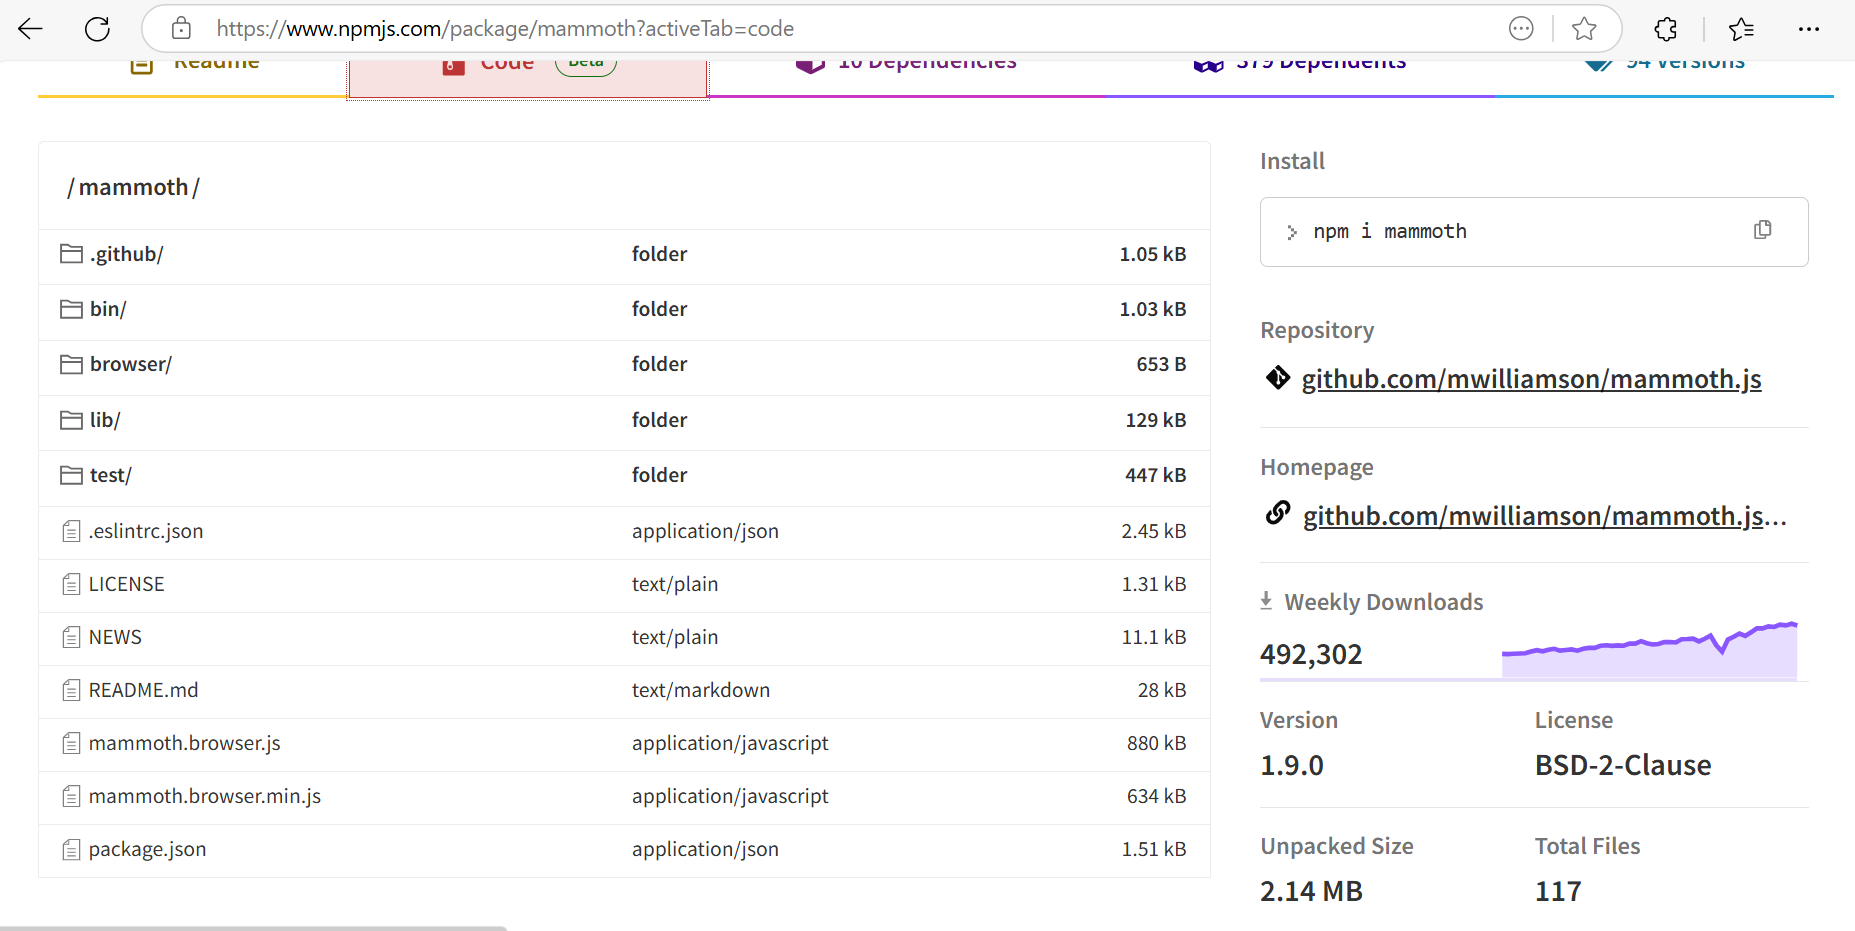 https://www.npmjs.com/package/mammoth?activeTab=code
Readme
Code Beta
10 Dependencies
379 Dependents
94 Versions
/mammoth/
.github/ folder 1.05 kB
bin/ folder 1.03 kB
browser/ folder 653 B
lib/ folder 129 kB
test/ folder 447 kB
.eslintrc.json application/json 2.45 kB
LICENSE text/plain 1.31 kB
NEWS text/plain 11.1 kB
README.md text/markdown 28 kB
mammoth.browser.js application/javascript 880 kB
mammoth.browser.min.js application/javascript 634 kB
package.json application/json 1.51 kB
Install
npm i mammoth
Repository
github.com/mwilliamson/mammoth.js
Homepage
github.com/mwilliamson/mammoth.js...
Weekly Downloads
492,302
Version License
1.9.0 BSD-2-Clause
Unpacked Size Total Files
2.14 MB 117